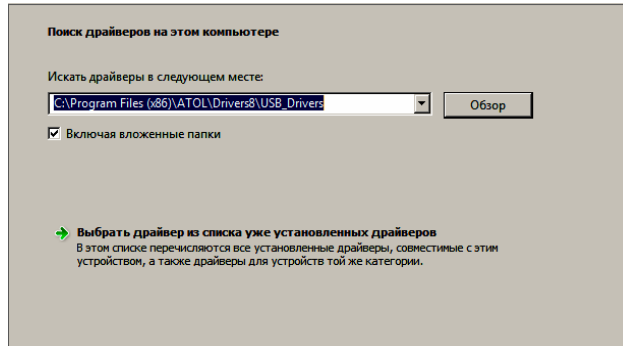 Поиск драйверов на этом компьютере
Искать драйверы в следующем месте:
C:\Program Files (x86)\ATOL\Drivers8\USB_Drivers
Обзор
Включая вложенные папки
Выбрать драйвер из списка уже установленных драйверов
В этом списке перечисляются все установленные драйверы, совместимые с этим
устройством, а также драйверы для устройств той же категории.